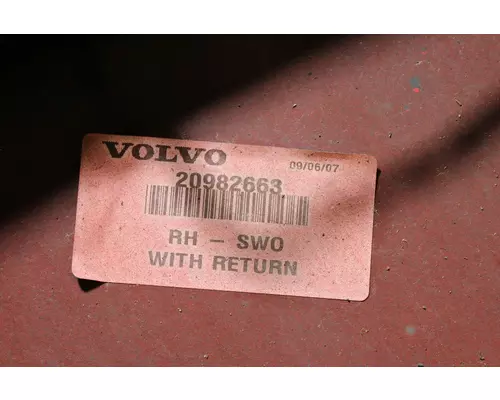 VOLVO
09/06/07
20982663
RH - SWO
WITH RETURN